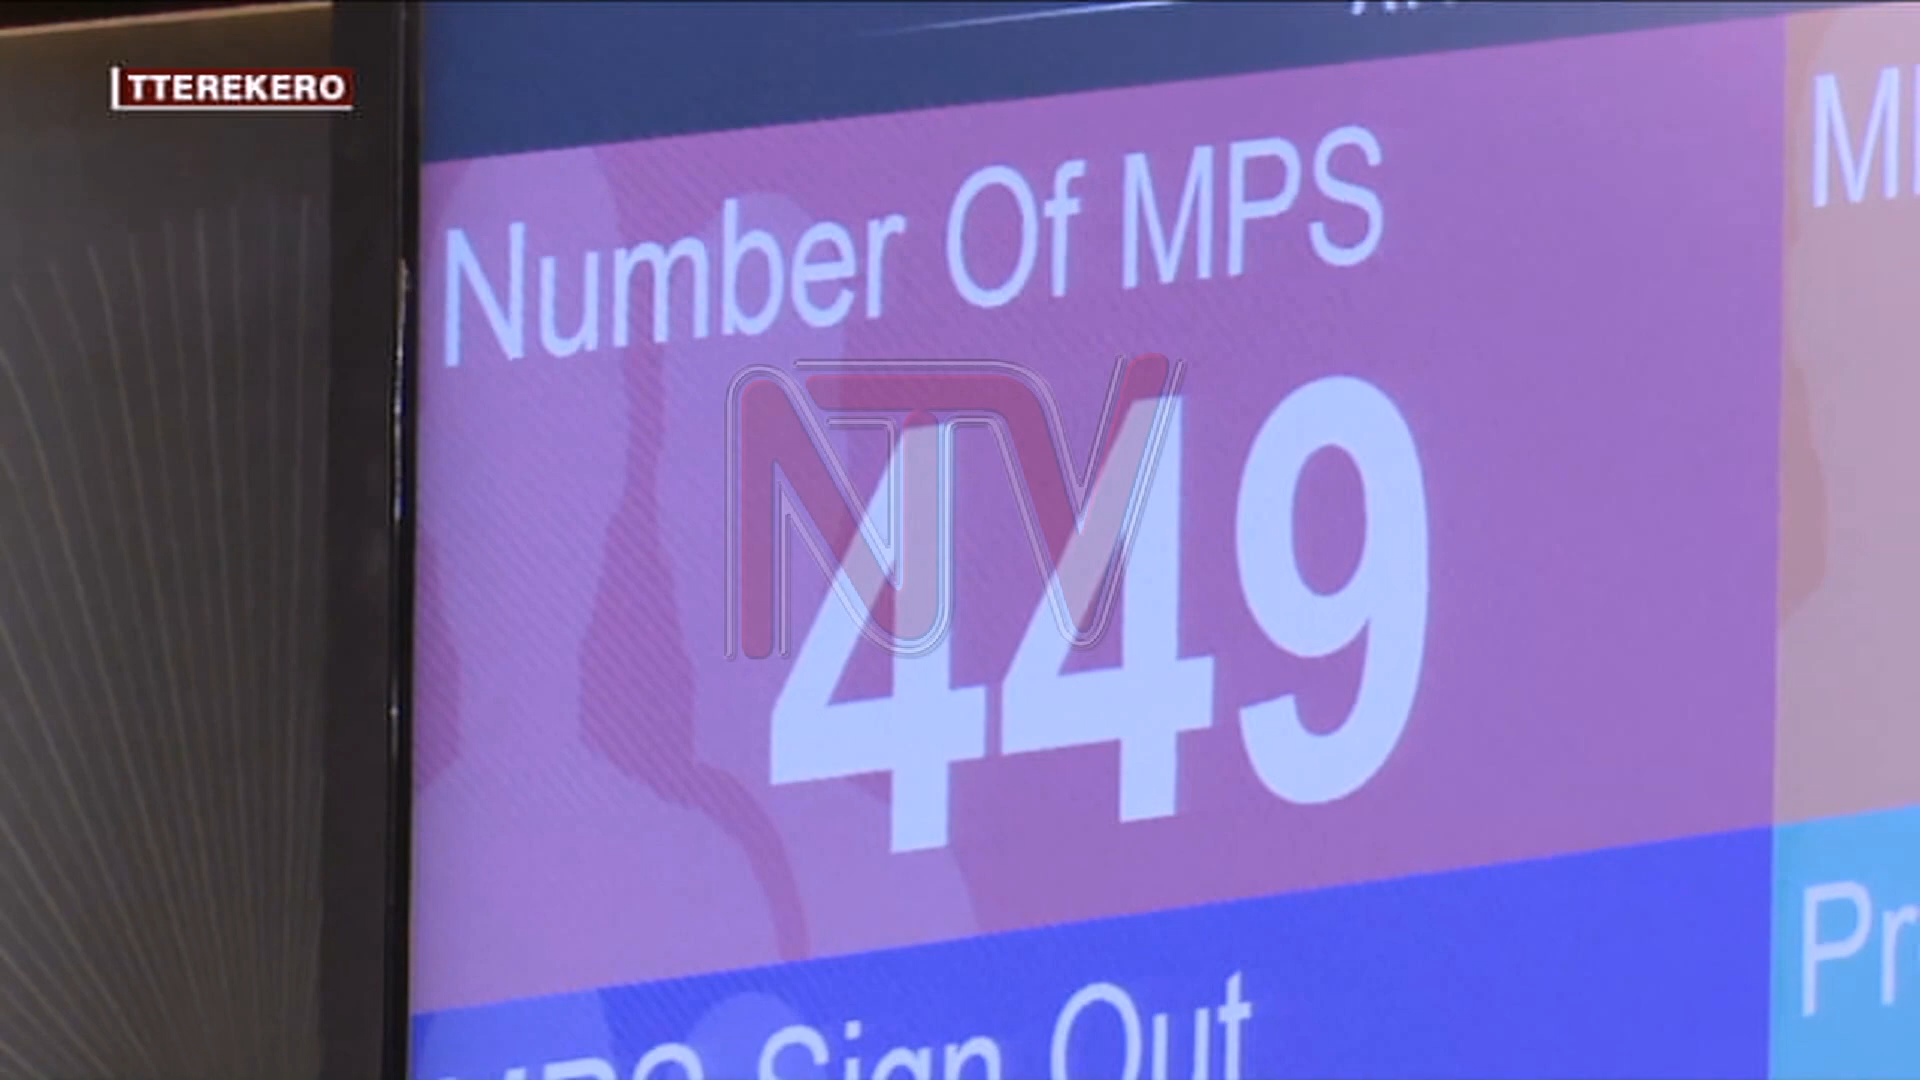 TTEREKERO
Number Of MPS
449
NTV
Sign Out